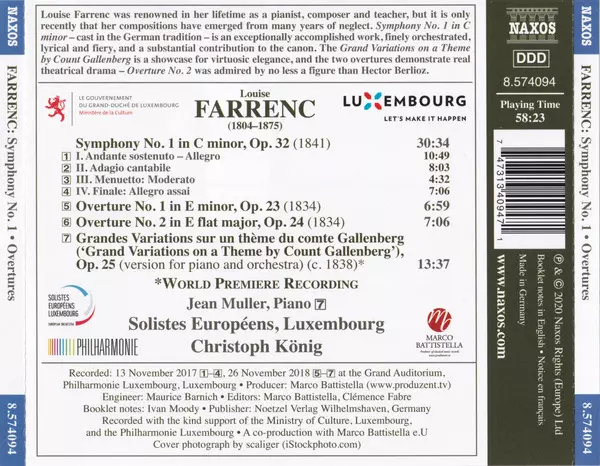 NAXOS
FARRENC: Symphony No. 1 • Overtures
8.574094
Louise Farrenc was renowned in her lifetime as a pianist, composer and teacher, but it is only
recently that her compositions have emerged from many years of neglect. Symphony No. 1 in C
minor – cast in the German tradition – is an exceptionally accomplished work, finely orchestrated,
lyrical and fiery, and a substantial contribution to the canon. The Grand Variations on a Theme
by Count Gallenberg is a showcase for virtuosic elegance, and the two overtures demonstrate real
theatrical drama – Overture No. 2 was admired by no less a figure than Hector Berlioz.
LE GOUVERNEMENT
DU GRAND-DUCHÉ DE LUXEMBOURG
Ministère de la Culture
Louise
FARRENC
(1804–1875)
LUXEMBOURG
LET'S MAKE IT HAPPEN
Symphony No. 1 in C minor, Op. 32 (1841) 30:34
1 I. Andante sostenuto – Allegro 10:49
2 II. Adagio cantabile 8:03
3 III. Menuetto: Moderato 4:32
4 IV. Finale: Allegro assai 7:06
5 Overture No. 1 in E minor, Op. 23 (1834) 6:59
6 Overture No. 2 in E flat major, Op. 24 (1834) 7:06
7 Grandes Variations sur un thème du comte Gallenberg
(‘Grand Variations on a Theme by Count Gallenberg’),
Op. 25 (version for piano and orchestra) (c. 1838)* 13:37
*WORLD PREMIERE RECORDING
Jean Muller, Piano 7
Solistes Européens, Luxembourg
Christoph König
SOLISTES
EUROPÉENS
LUXEMBOURG
PHILHARMONIE
MARCO
BATTISTELLA
Recorded: 13 November 2017 1–4, 26 November 2018 5–7 at the Grand Auditorium,
Philharmonie Luxembourg, Luxembourg • Producer: Marco Battistella (www.produzent.tv)
Engineer: Maurice Barnich • Editors: Marco Battistella, Clémence Fabre
Booklet notes: Ivan Moody • Publisher: Noetzel Verlag Wilhelmshaven, Germany
Recorded with the kind support of the Ministry of Culture, Luxembourg,
and the Philharmonie Luxembourg • A co-production with Marco Battistella e.U
Cover photograph by scaliger (iStockphoto.com)
NAXOS
DDD
8.574094
Playing Time
58:23
7 47313 40947 1
www.naxos.com
℗ & © 2020 Naxos Rights (Europe) Ltd
Booklet notes in English • Notice en français
Made in Germany
NAXOS
FARRENC: Symphony No. 1 • Overtures
8.574094